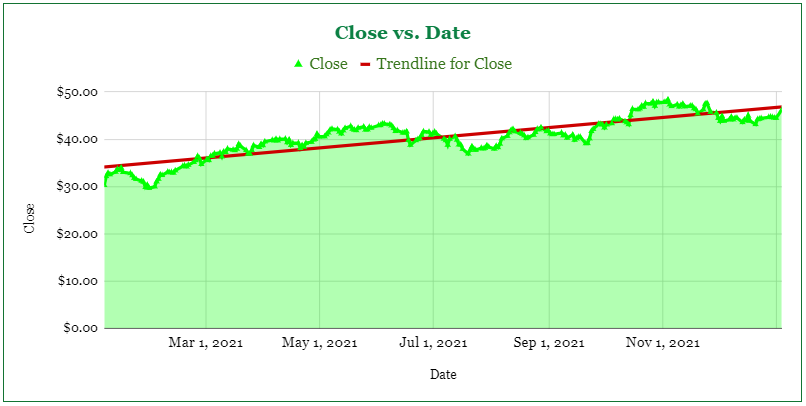 Close vs. Date
Close Trendline for Close
$50.00
$40.00
$30.00
$20.00
$10.00
$0.00
Close
Mar 1, 2021 May 1, 2021 Jul 1, 2021 Sep 1, 2021 Nov 1, 2021
Date